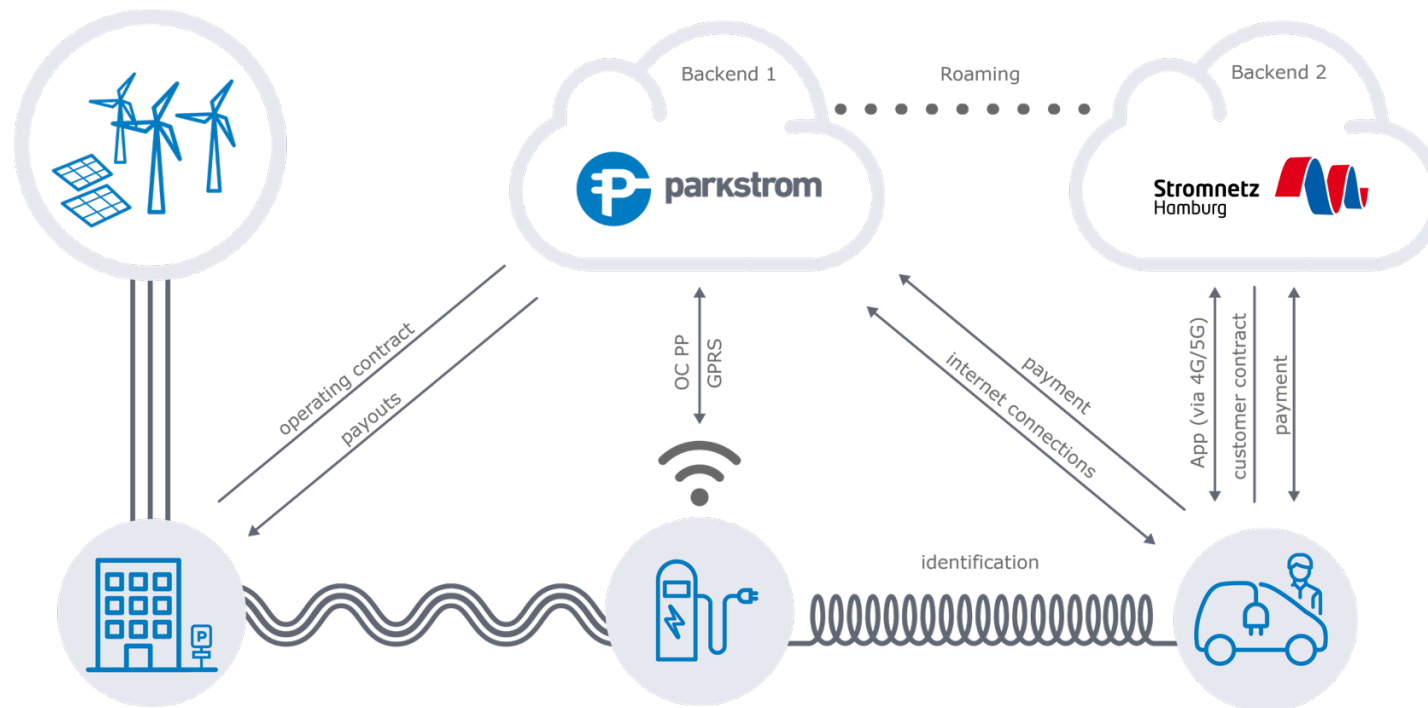 Backend 1
Roaming
Backend 2
parkstrom
Stromnetz
Hamburg
operating contract
payouts
OC PP
GPRS
payment
internet connections
App (via 4G/5G)
customer contract
payment
identification
P